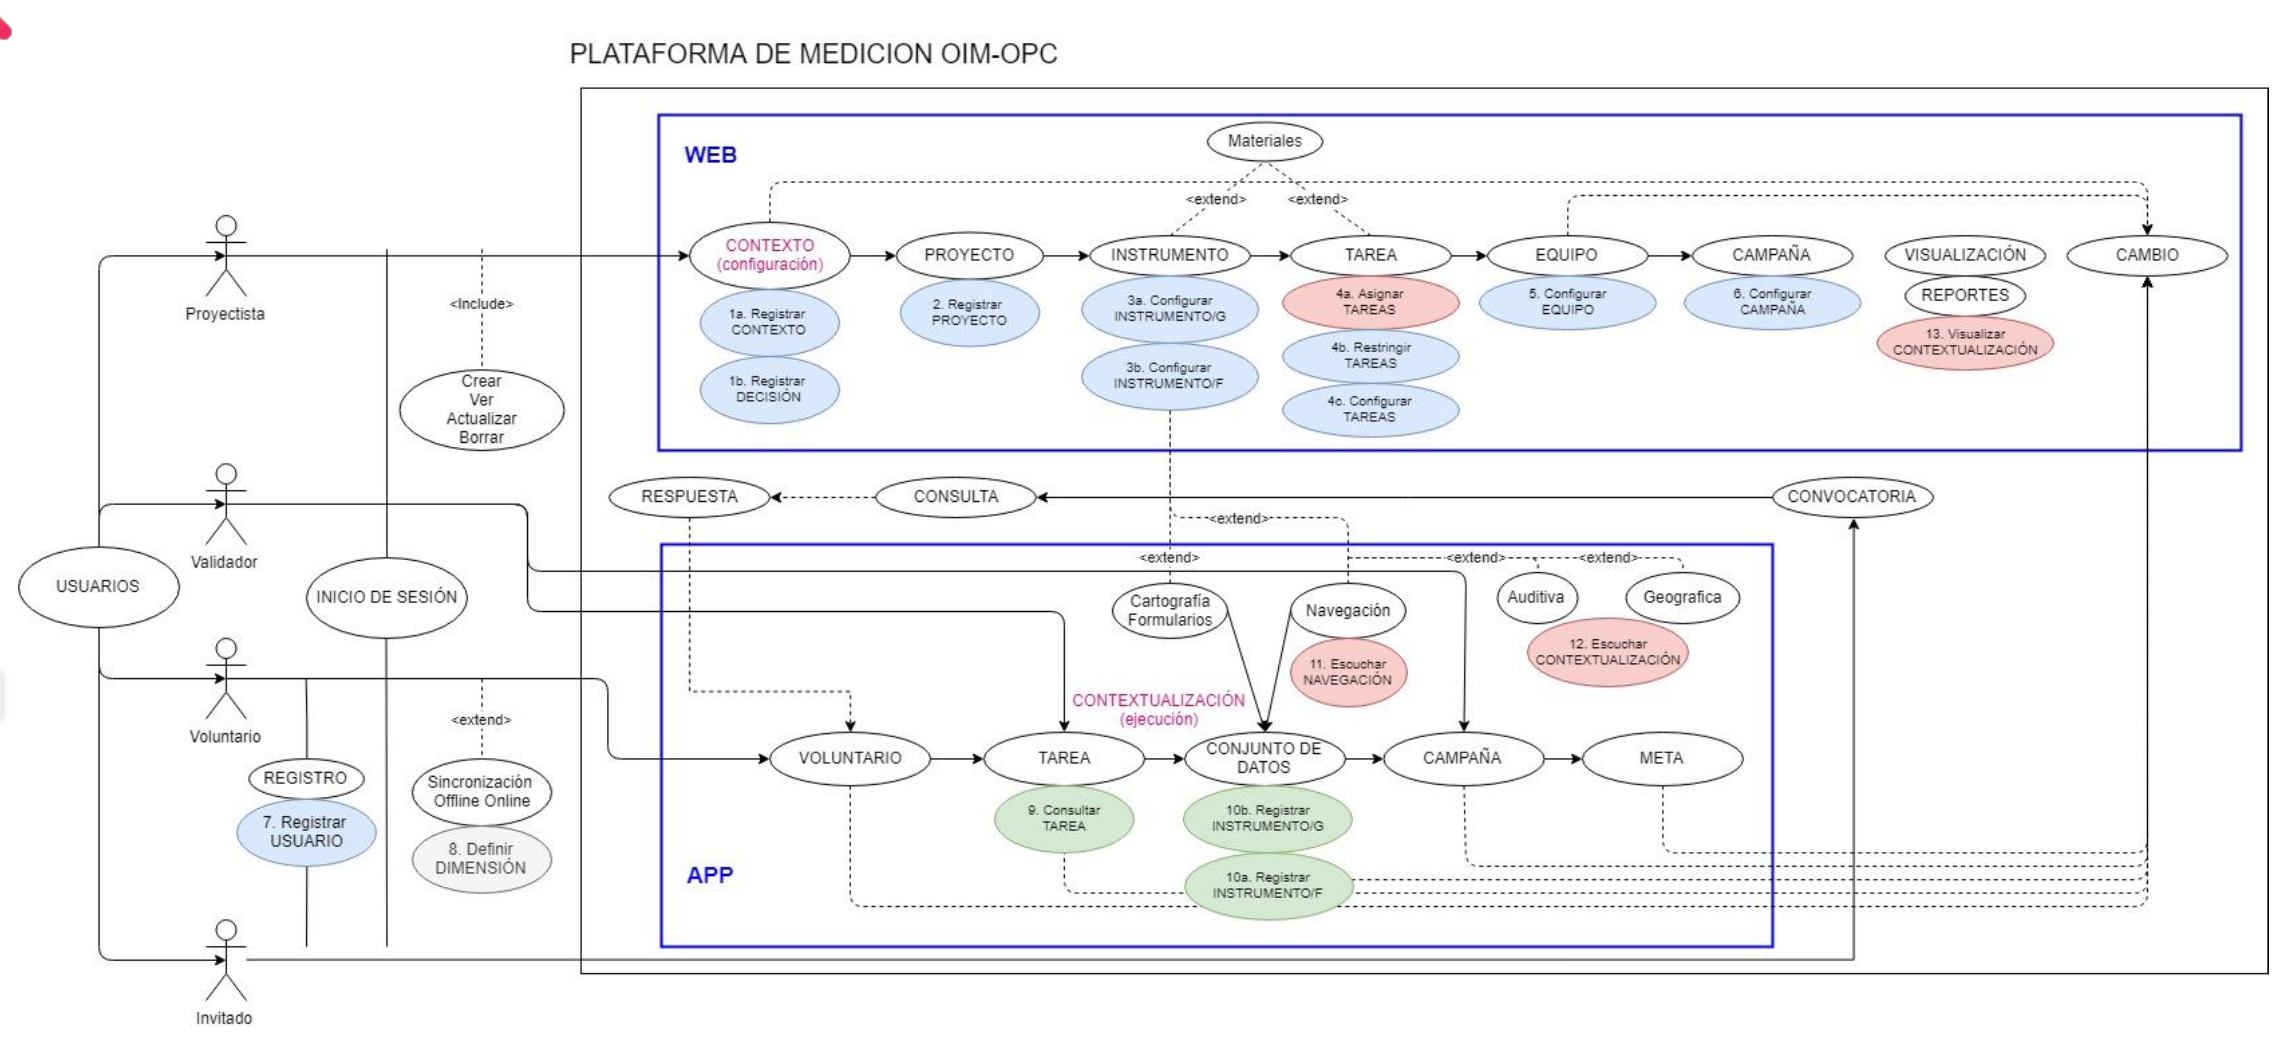 PLATAFORMA DE MEDICION OIM-OPC
WEB
Materiales
<extend>
<extend>
CONTEXTO
(configuración)
PROYECTO
INSTRUMENTO
TAREA
EQUIPO
CAMPAÑA
VISUALIZACIÓN
CAMBIO
REPORTES
1a. Registrar
CONTEXTO
1b. Registrar
DECISIÓN
2. Registrar
PROYECTO
3a. Configurar
INSTRUMENTO/G
3b. Configurar
INSTRUMENTO/F
4a. Asignar
TAREAS
4b. Restringir
TAREAS
4c. Configurar
TAREAS
5. Configurar
EQUIPO
6. Configurar
CAMPAÑA
13. Visualizar
CONTEXTUALIZACIÓN
Proyectista
<Include>
Crear
Ver
Actualizar
Borrar
Validador
USUARIOS
INICIO DE SESIÓN
RESPUESTA
CONSULTA
CONVOCATORIA
<extend>
<extend>
<extend>
<extend>
Cartografía
Formularios
Navegación
Auditiva
Geografica
11. Escuchar
NAVEGACIÓN
12. Escuchar
CONTEXTUALIZACIÓN
CONTEXTUALIZACIÓN
(ejecución)
Voluntario
<extend>
REGISTRO
7. Registrar
USUARIO
Sincronización
Offline Online
8. Definir
DIMENSIÓN
VOLUNTARIO
TAREA
CONJUNTO DE
DATOS
CAMPAÑA
META
9. Consultar
TAREA
10b. Registrar
INSTRUMENTO/G
10a. Registrar
INSTRUMENTO/F
APP
Invitado